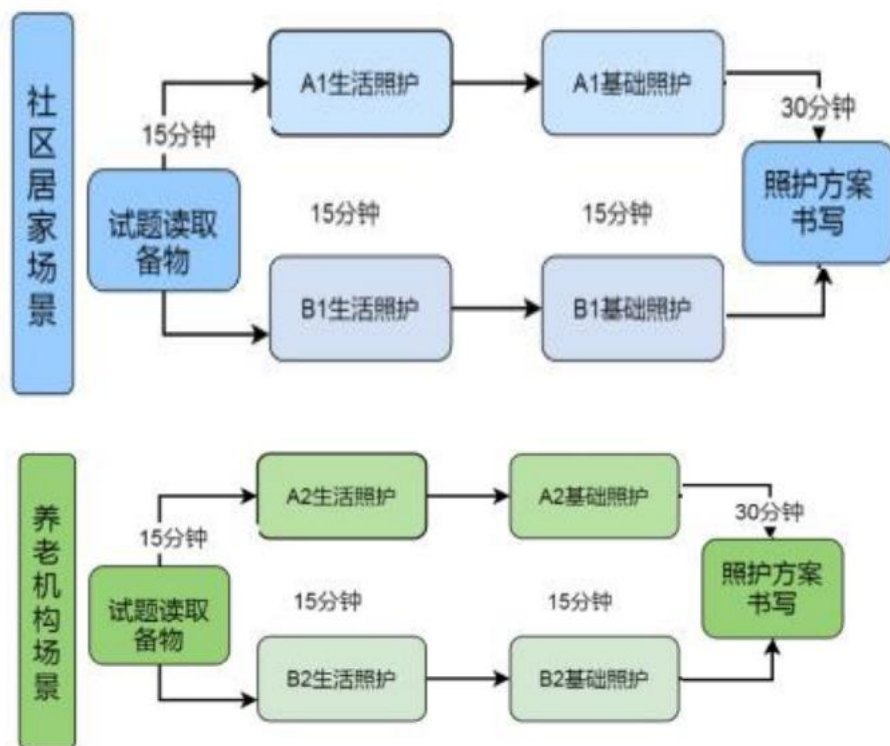 社区居家场景
A1生活照护
A1基础照护
15分钟
30分钟
试题读取
备物
15分钟
15分钟
照护方案
书写
B1生活照护
B1基础照护
养老机构场景
A2生活照护
A2基础照护
15分钟
30分钟
试题读取
备物
15分钟
15分钟
照护方案
书写
B2生活照护
B2基础照护